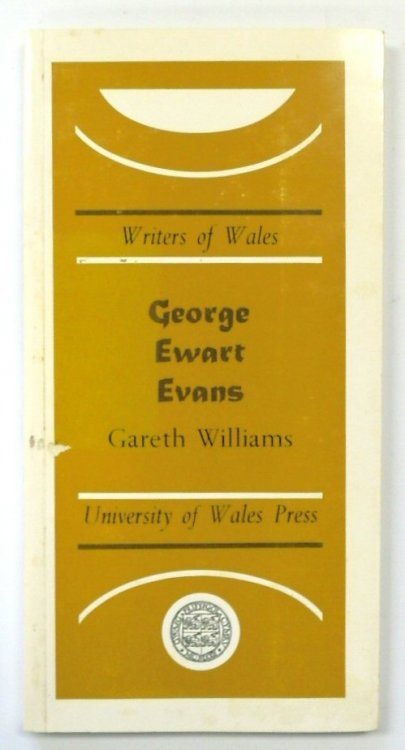 Writers of Wales
George
Ewart
Evans
Gareth Williams
University of Wales Press